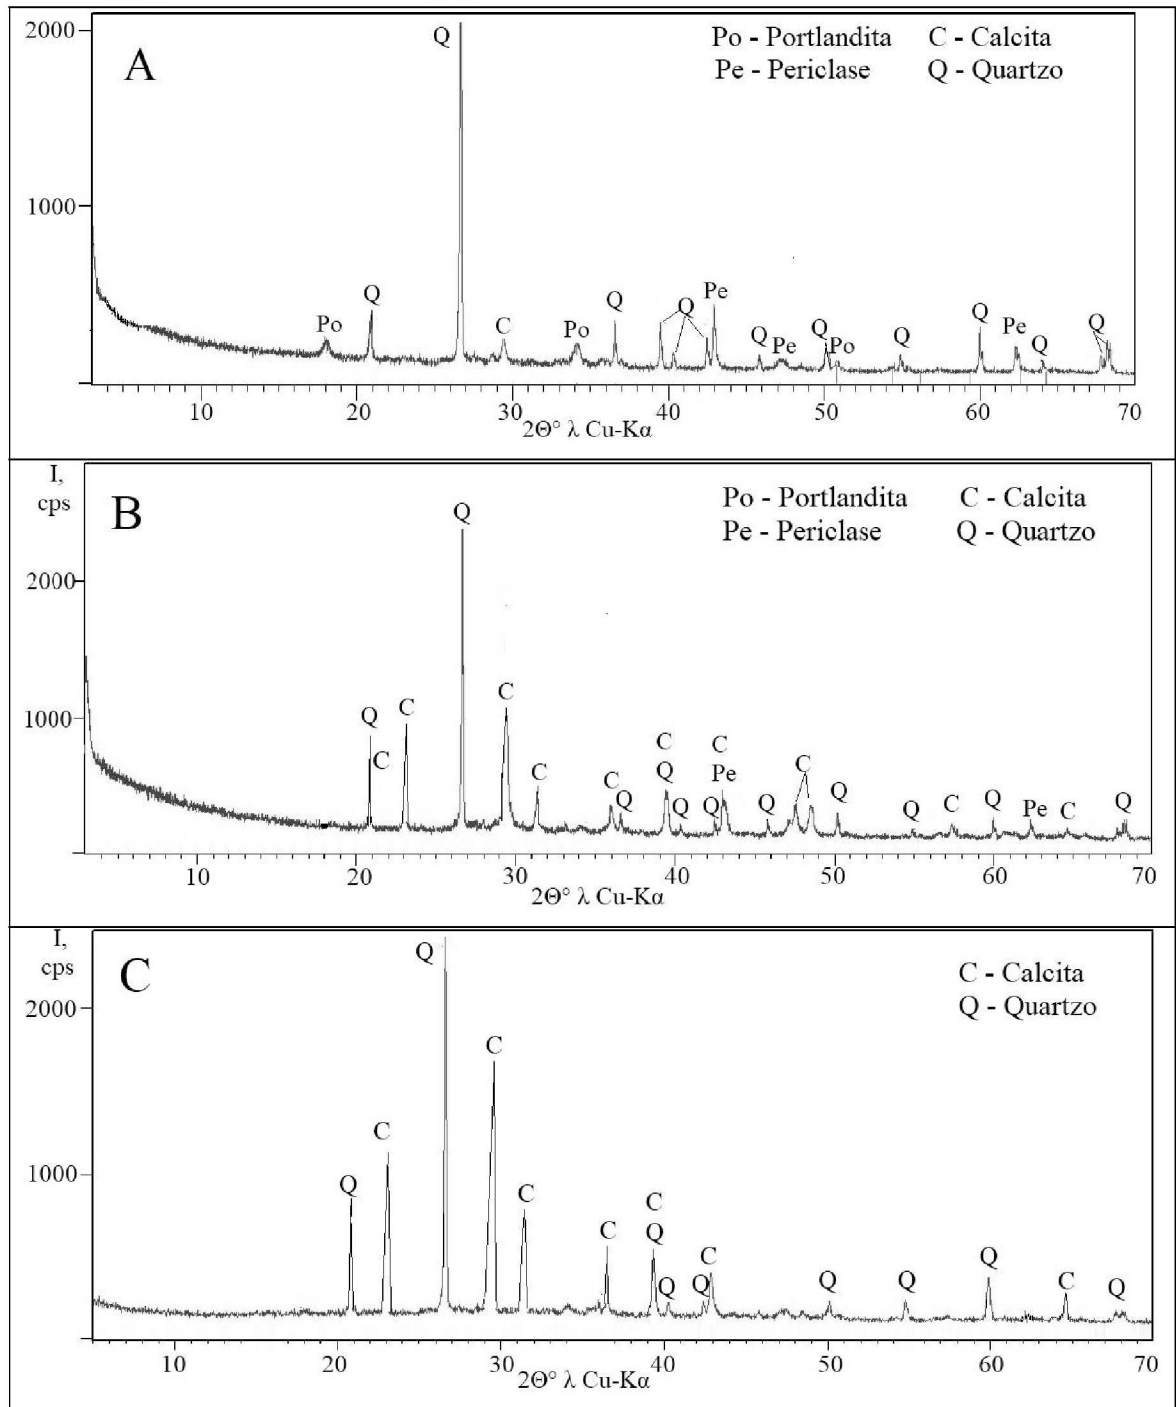 2000
A
Q
Po - Portlandita C - Calcita
Pe - Periclase Q - Quartzo
1000
Po
Q
C
Po
Q
Q
Pe
Q
Pe
Q
Po
Q
Q
Pe
Q
Q
10 20 30 40 50 60 70
2Θ° λ Cu-Kα
I,
cps
B
Q
Po - Portlandita C - Calcita
Pe - Periclase Q - Quartzo
2000
1000
Q
C
C
C
C
C
Q
C
Q
Q
Q
C
Pe
Q
C
Q
Q
C
Q
Pe
C
Q
10 20 30 40 50 60 70
2Θ° λ Cu-Kα
I,
cps
C
Q
C - Calcita
Q - Quartzo
2000
1000
Q
C
C
C
C
C
Q
Q
Q
C
Q
Q
Q
C
Q
10 20 30 40 50 60 70
2Θ° λ Cu-Kα